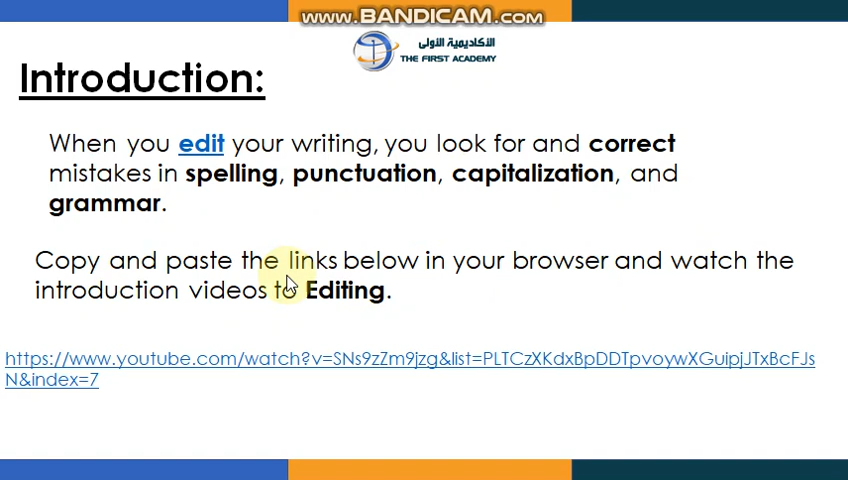 www.BANDICAM.com
الأكاديمية الأولى
THE FIRST ACADEMY
Introduction:
When you edit your writing, you look for and correct
mistakes in spelling, punctuation, capitalization, and
grammar.
Copy and paste the links below in your browser and watch the
introduction videos to Editing.
https://www.youtube.com/watch?v=SNs9zZm9jzg&list=PLTCzXKdxBpDDTpvoywXGuipjJTxBcFJs
N&index=7